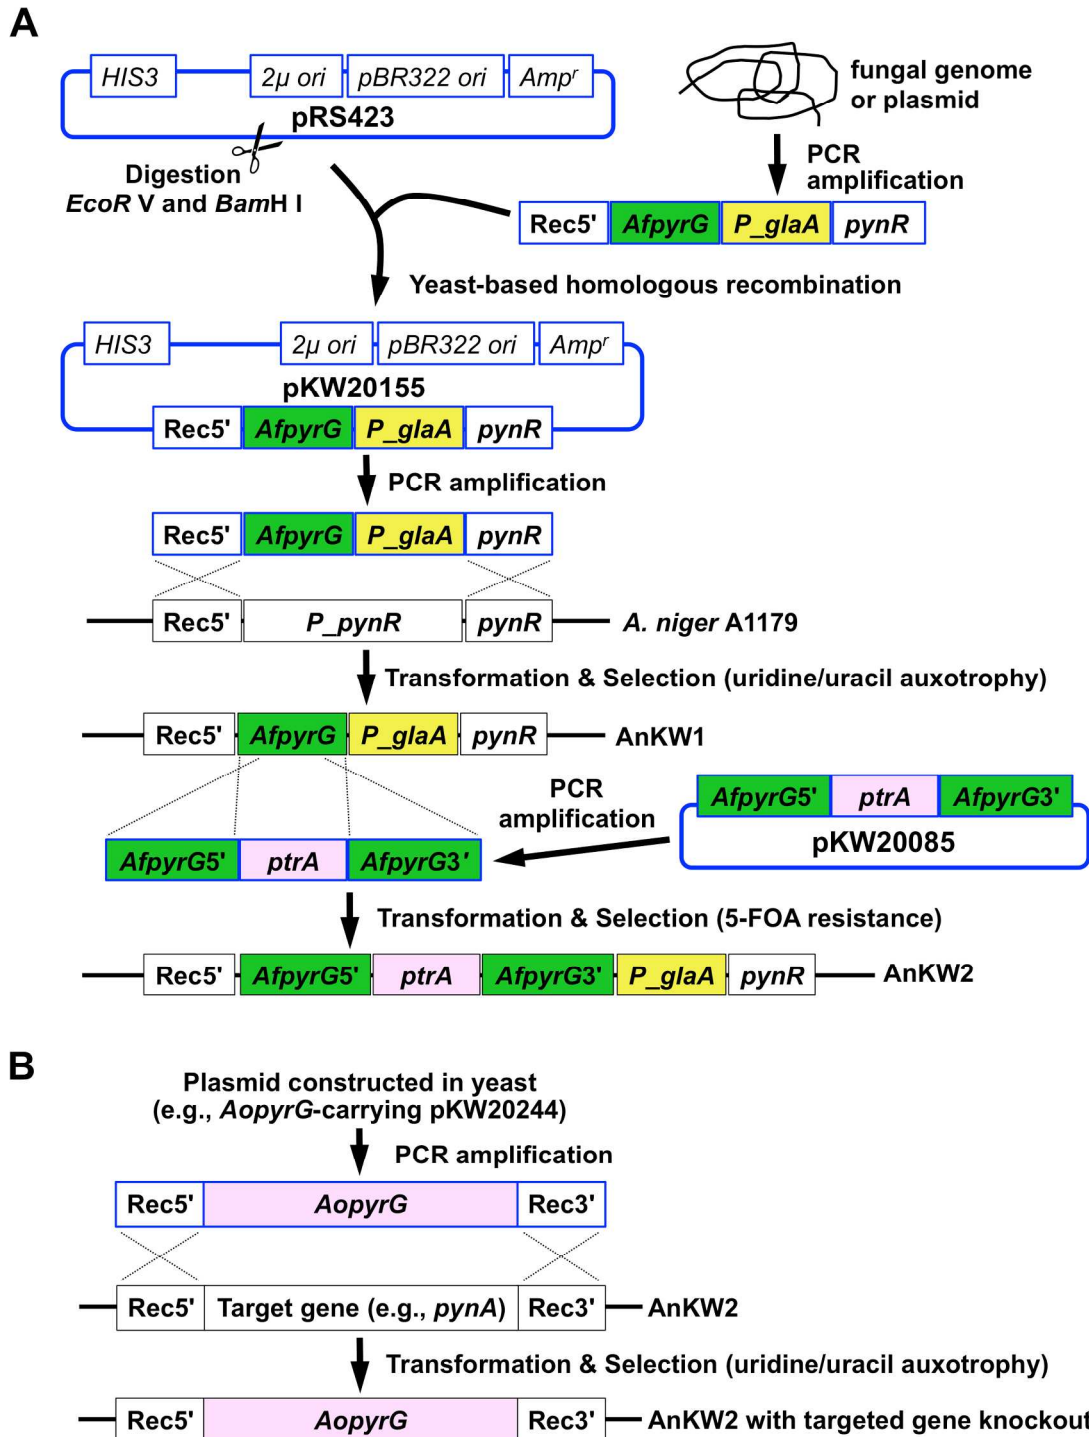 A
HIS3 2μ ori pBR322 ori Ampʳ
pRS423
fungal genome
or plasmid
Digestion
EcoR V and BamH I
PCR
amplification
Rec5' AfpyrG P_glaA pynR
Yeast-based homologous recombination
HIS3 2μ ori pBR322 ori Ampʳ
pKW20155
Rec5' AfpyrG P_glaA pynR
PCR amplification
Rec5' AfpyrG P_glaA pynR
Rec5' P_pynR pynR A. niger A1179
Transformation & Selection (uridine/uracil auxotrophy)
Rec5' AfpyrG P_glaA pynR AnKW1
PCR
amplification
AfpyrG5' ptrA AfpyrG3'
pKW20085
AfpyrG5' ptrA AfpyrG3'
Transformation & Selection (5-FOA resistance)
Rec5' AfpyrG5' ptrA AfpyrG3' P_glaA pynR AnKW2
B
Plasmid constructed in yeast
(e.g., AopyrG-carrying pKW20244)
PCR amplification
Rec5' AopyrG Rec3'
Rec5' Target gene (e.g., pynA) Rec3' AnKW2
Transformation & Selection (uridine/uracil auxotrophy)
Rec5' AopyrG Rec3' AnKW2 with targeted gene knockout